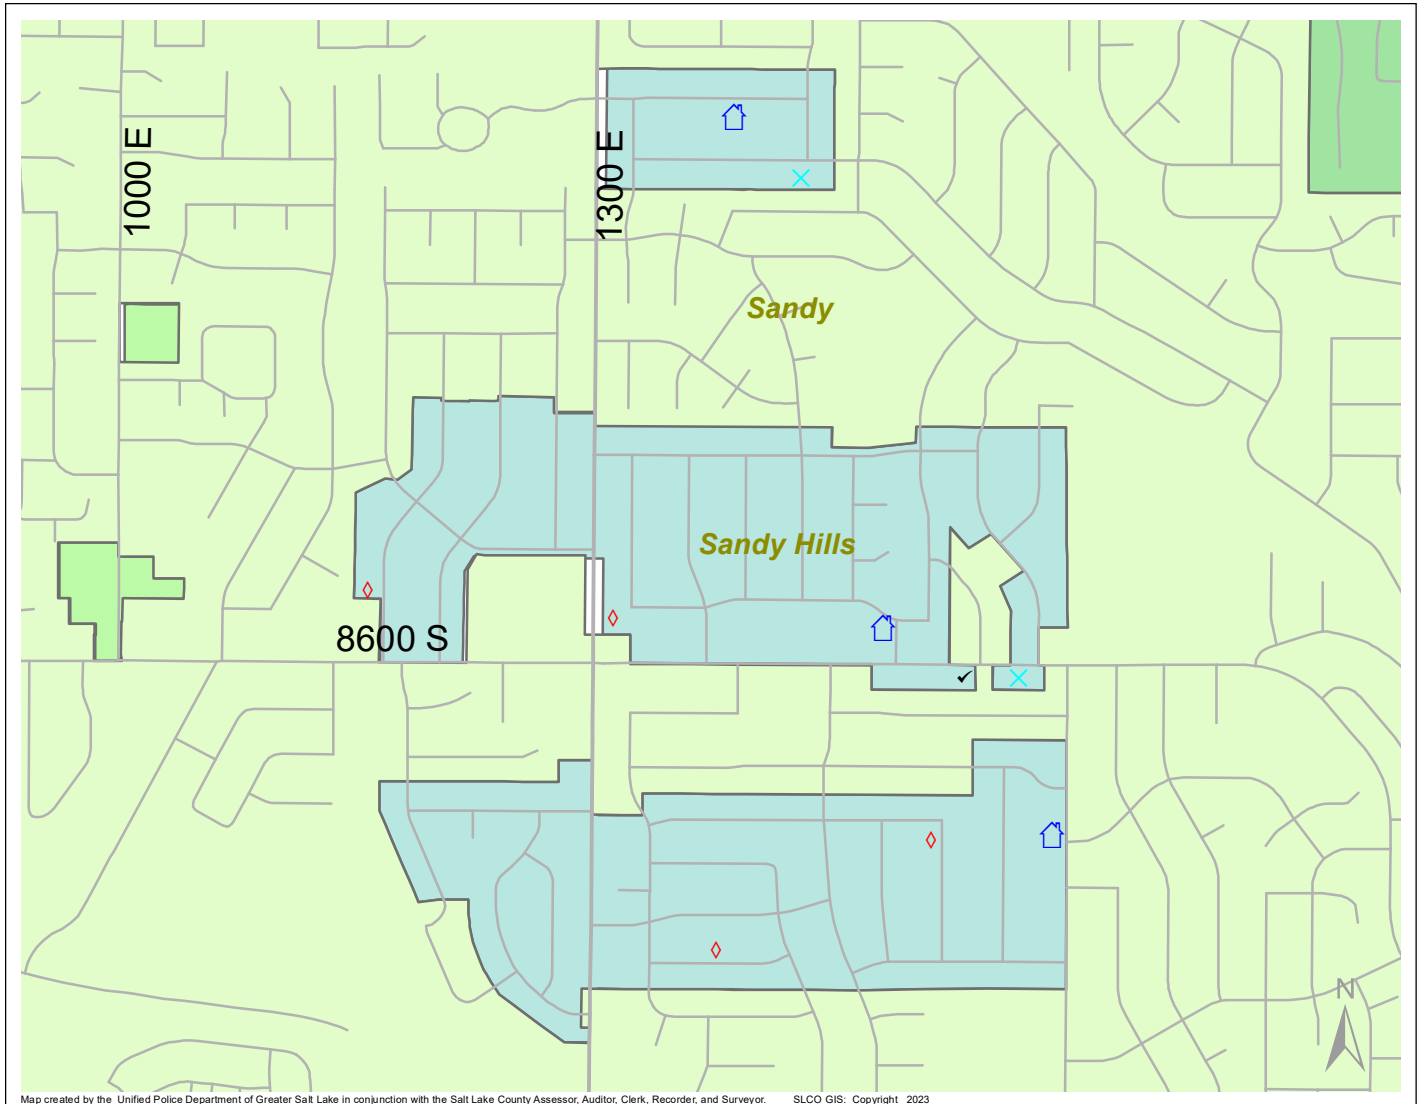 1000 E
1300 E
Sandy
Sandy Hills
8600 S
N
Map created by the Unified Police Department of Greater Salt Lake in conjunction with the Salt Lake County Assessor, Auditor, Clerk, Recorder, and Surveyor. SLCO GIS: Copyright 2023